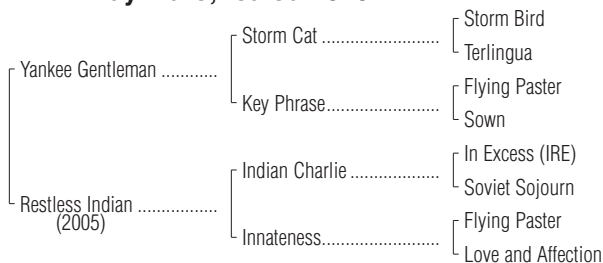 Storm Bird
Storm Cat ........................
Terlingua
Yankee Gentleman ...........
Flying Paster
Key Phrase.......................
Sown
In Excess (IRE)
Indian Charlie ...................
Soviet Sojourn
Restless Indian ................
(2005)
Flying Paster
Innateness........................
Love and Affection